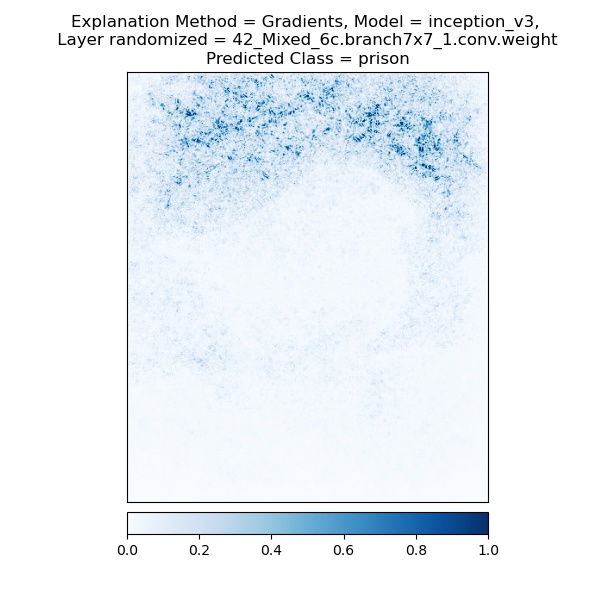 Explanation Method = Gradients, Model = inception_v3,
Layer randomized = 42_Mixed_6c.branch7x7_1.conv.weight
Predicted Class = prison
0.0 0.2 0.4 0.6 0.8 1.0